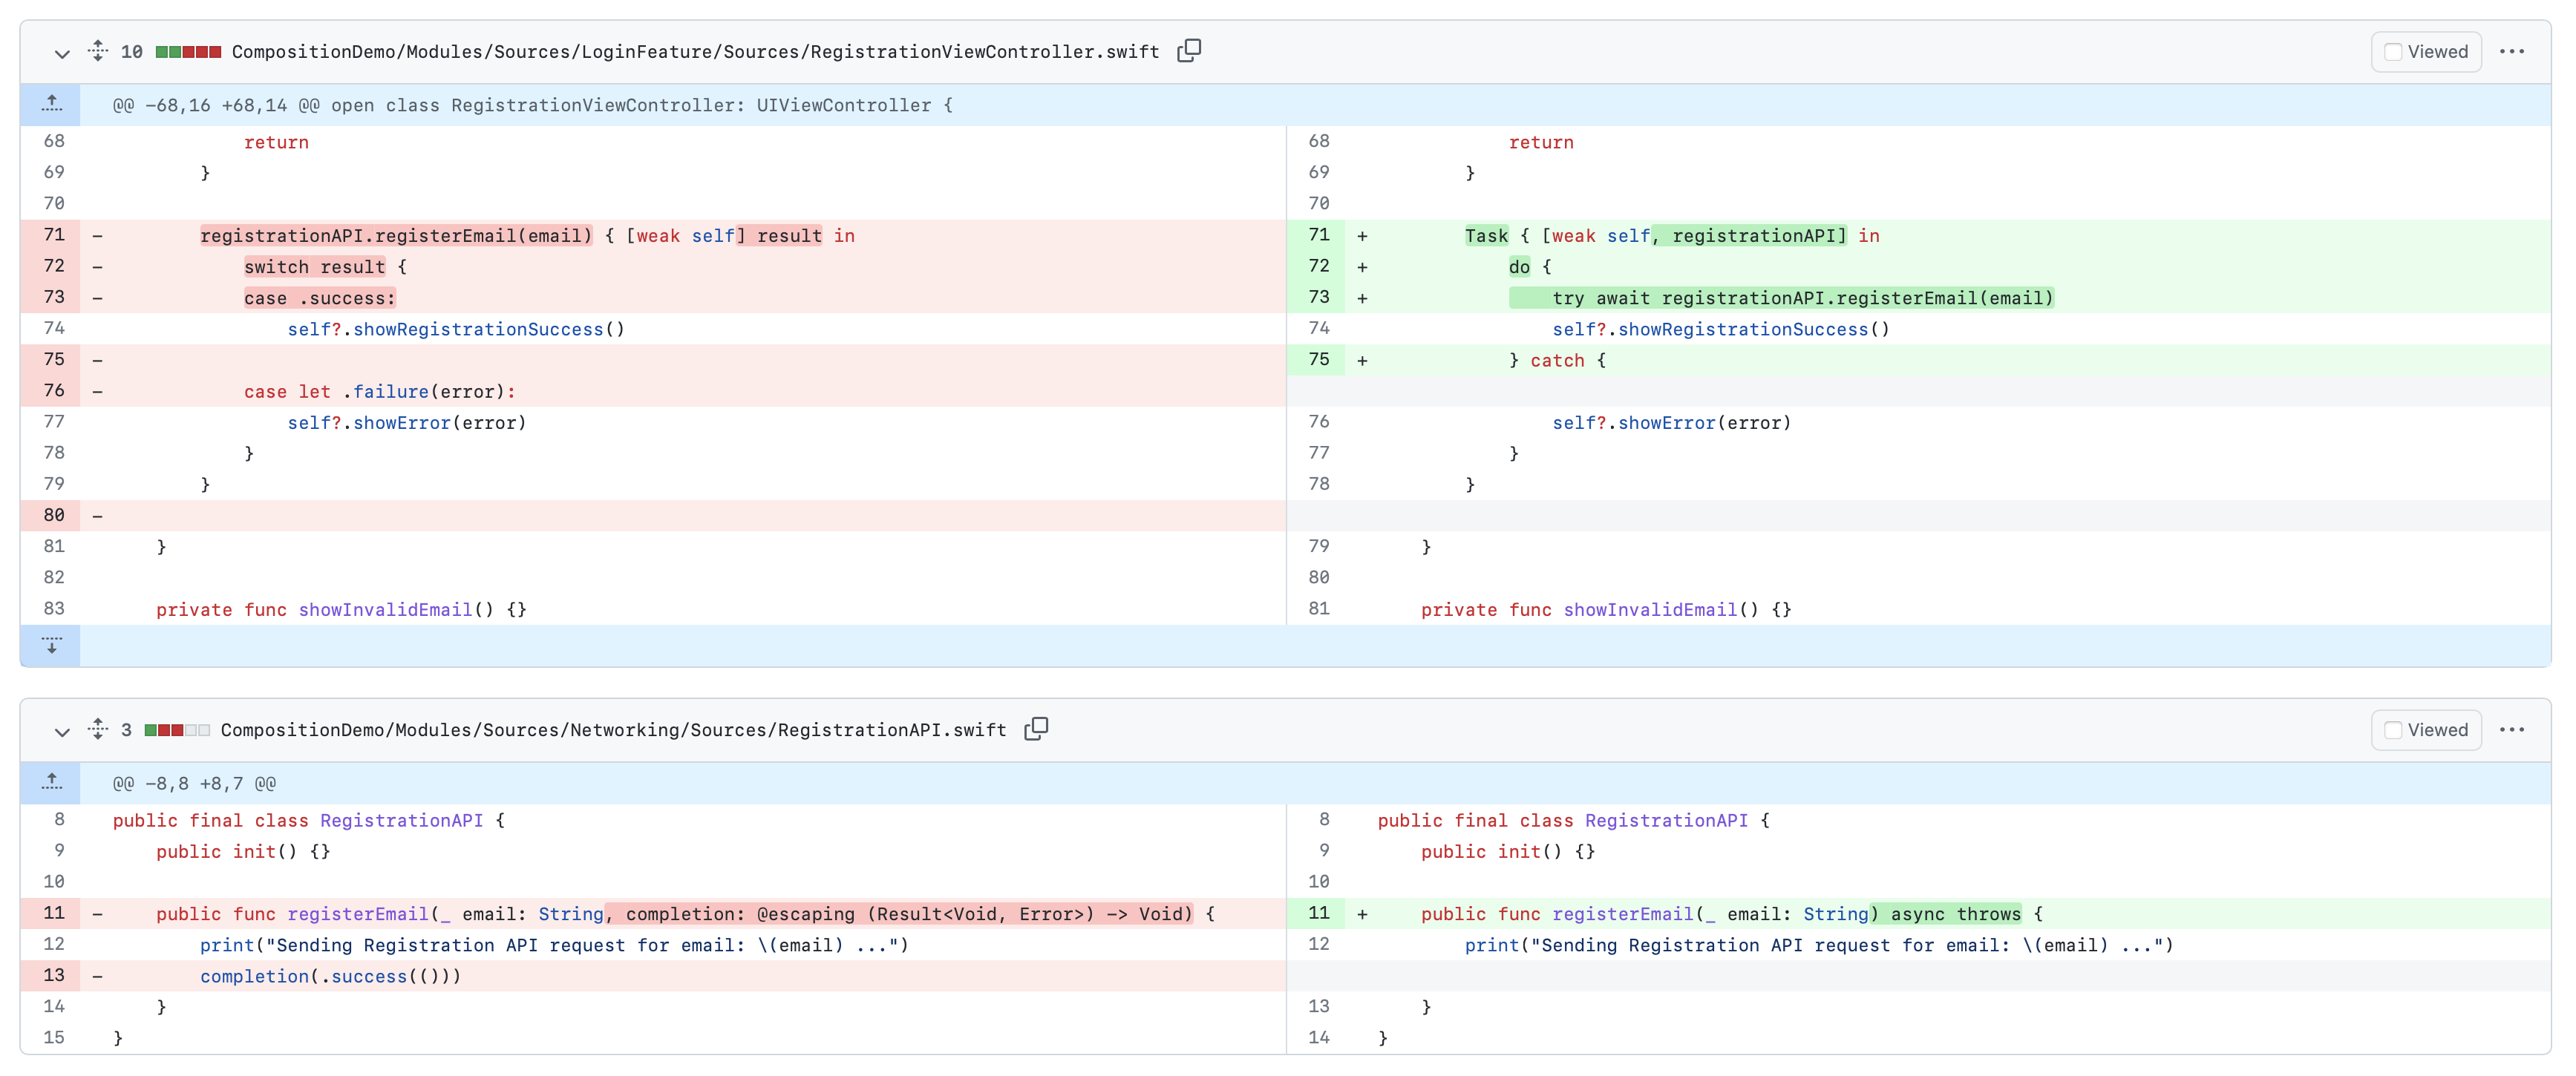 10 CompositionDemo/Modules/Sources/LoginFeature/Sources/RegistrationViewController.swift Viewed
@@ -68,16 +68,14 @@ open class RegistrationViewController: UIViewController {
68 return 68 return
69 } 69 }
70 70
71 - registrationAPI.registerEmail(email) { [weak self] result in 71 + Task { [weak self, registrationAPI] in
72 - switch result { 72 + do {
73 - case .success: 73 + try await registrationAPI.registerEmail(email)
74 self?.showRegistrationSuccess() 74 self?.showRegistrationSuccess()
75 - 75 + } catch {
76 - case let .failure(error):
77 self?.showError(error) 76 self?.showError(error)
78 } 77 }
79 } 78 }
80 -
81 } 79 }
82 80
83 private func showInvalidEmail() {} 81 private func showInvalidEmail() {}
3 CompositionDemo/Modules/Sources/Networking/Sources/RegistrationAPI.swift Viewed
@@ -8,8 +8,7 @@
8 public final class RegistrationAPI { 8 public final class RegistrationAPI {
9 public init() {} 9 public init() {}
10 10
11 - public func registerEmail(_ email: String, completion: @escaping (Result<Void, Error>) -> Void) { 11 + public func registerEmail(_ email: String) async throws {
12 print("Sending Registration API request for email: \(email) ...") 12 print("Sending Registration API request for email: \(email) ...")
13 - completion(.success(()))
14 } 13 }
15 } 14 }